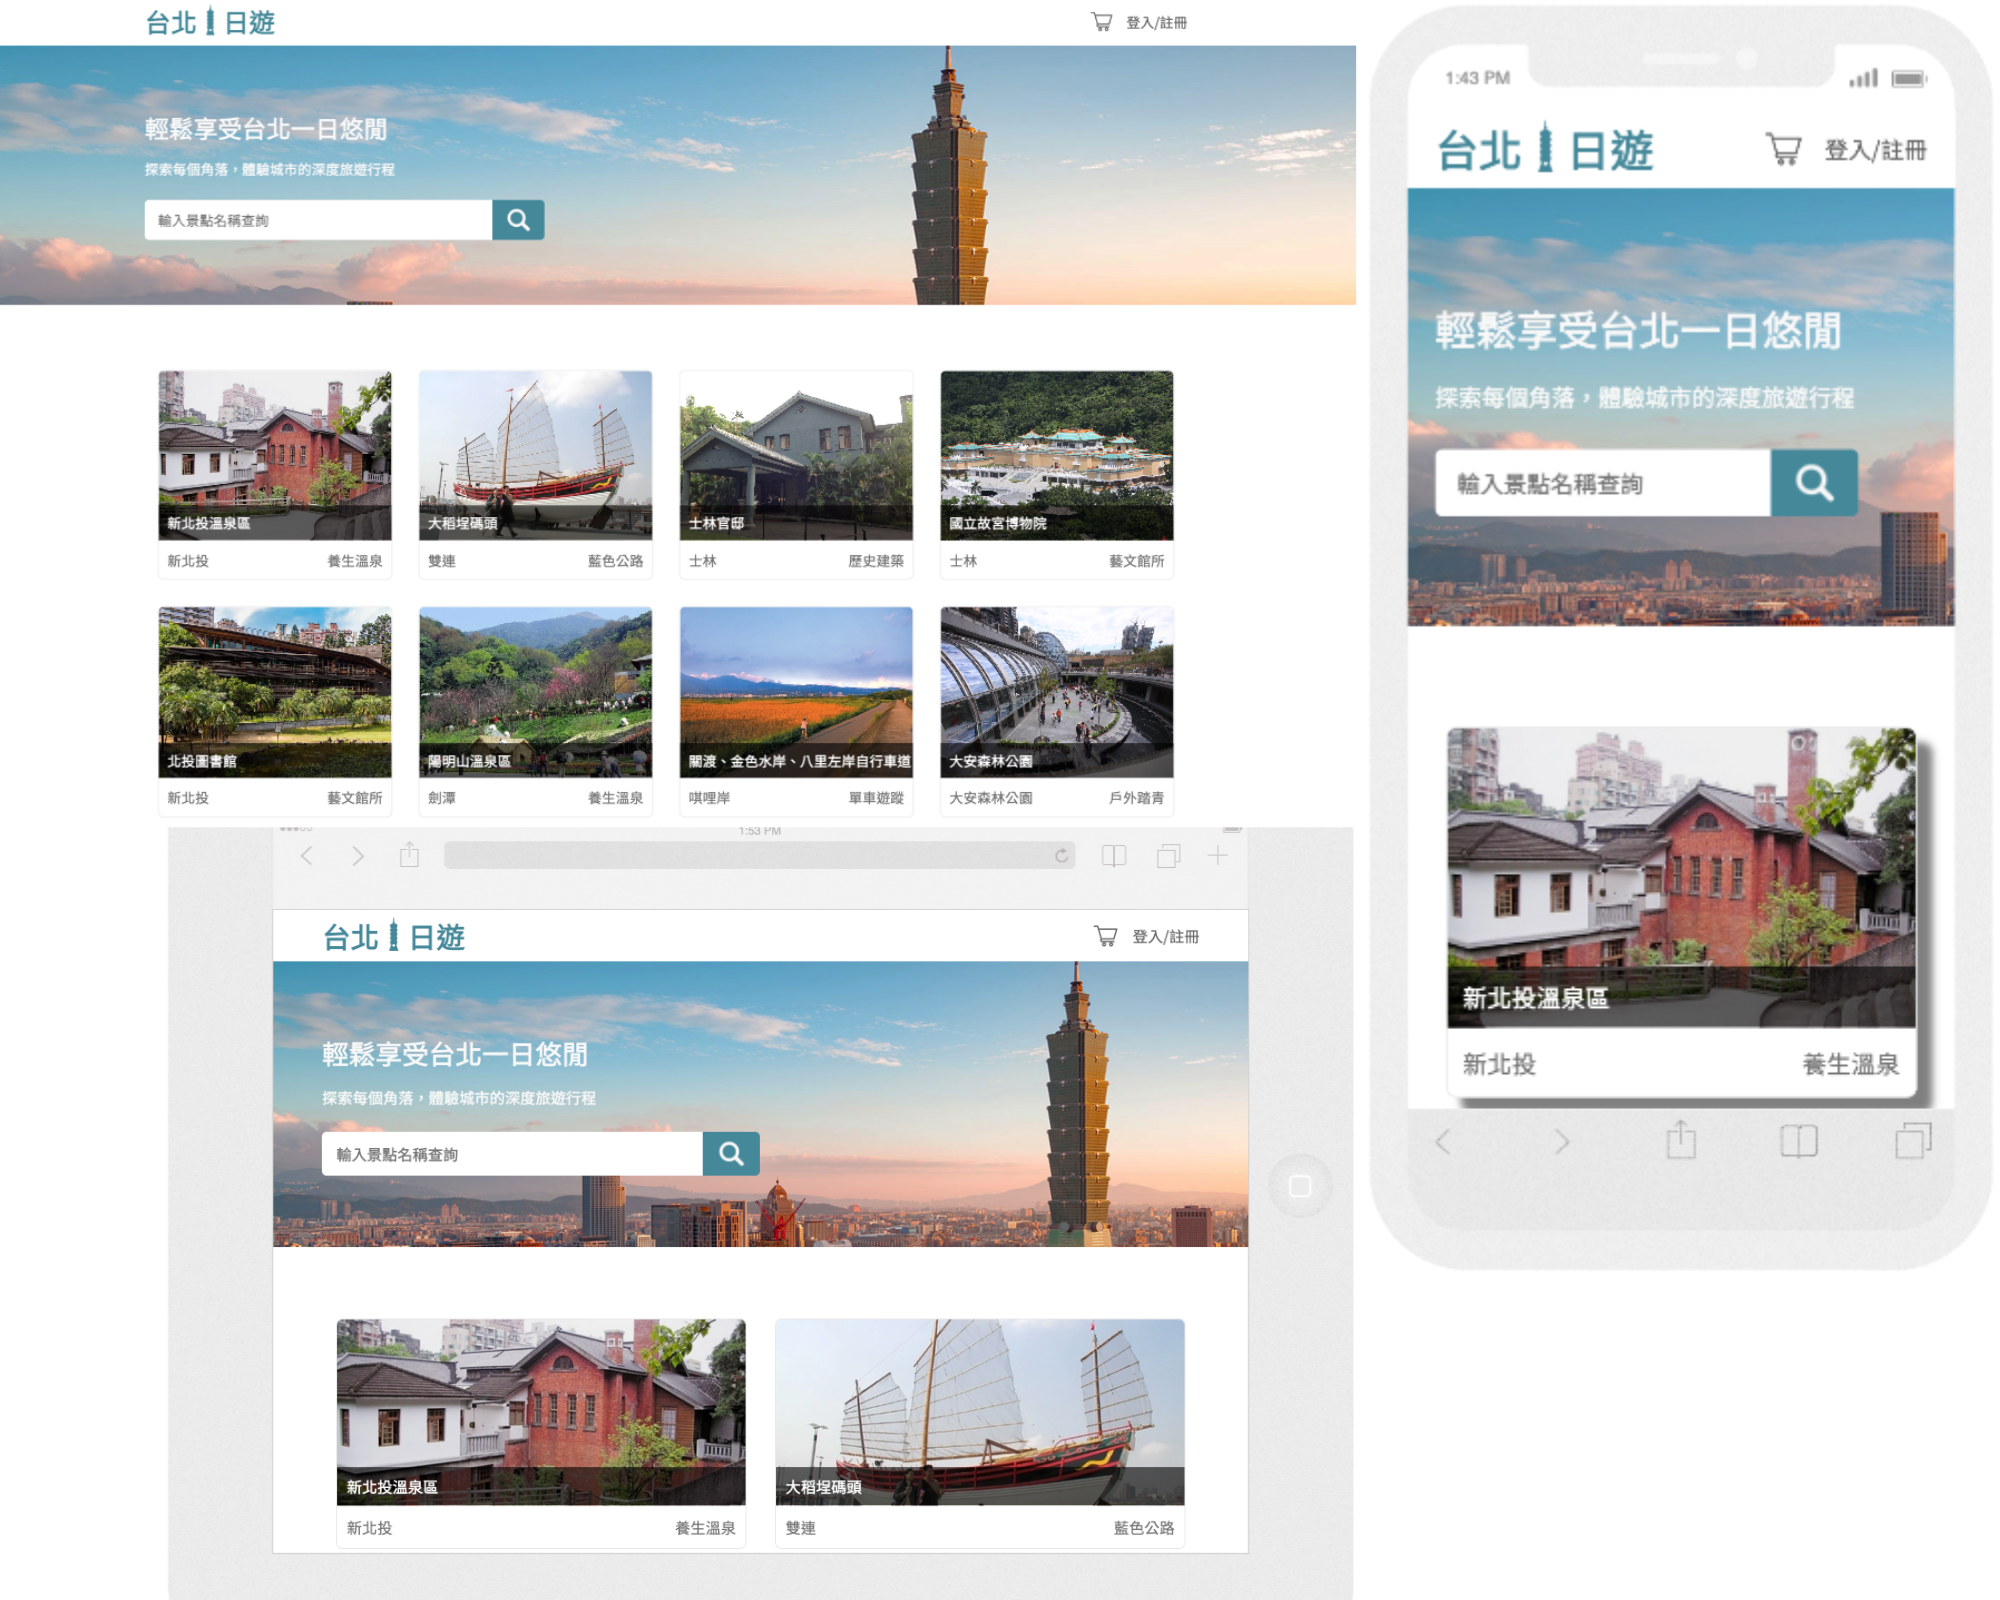 台北 日遊
登入/註冊
輕鬆享受台北一日悠閒
探索每個角落，體驗城市的深度旅遊行程
輸入景點名稱查詢
新北投溫泉區
大稻埕碼頭
士林官邸
國立故宮博物院
新北投 養生溫泉
雙連 藍色公路
士林 歷史建築
士林 藝文館所
北投圖書館
陽明山溫泉區
關渡、金色水岸、八里左岸自行車道
大安森林公園
新北投 藝文館所
劍潭 養生溫泉
唭哩岸 單車遊蹤
大安森林公園 戶外踏青
1:53 PM
台北 日遊
登入/註冊
輕鬆享受台北一日悠閒
探索每個角落，體驗城市的深度旅遊行程
輸入景點名稱查詢
新北投溫泉區
大稻埕碼頭
新北投 養生溫泉
雙連 藍色公路
1:43 PM
台北 日遊
登入/註冊
輕鬆享受台北一日悠閒
探索每個角落，體驗城市的深度旅遊行程
輸入景點名稱查詢
新北投溫泉區
新北投 養生溫泉